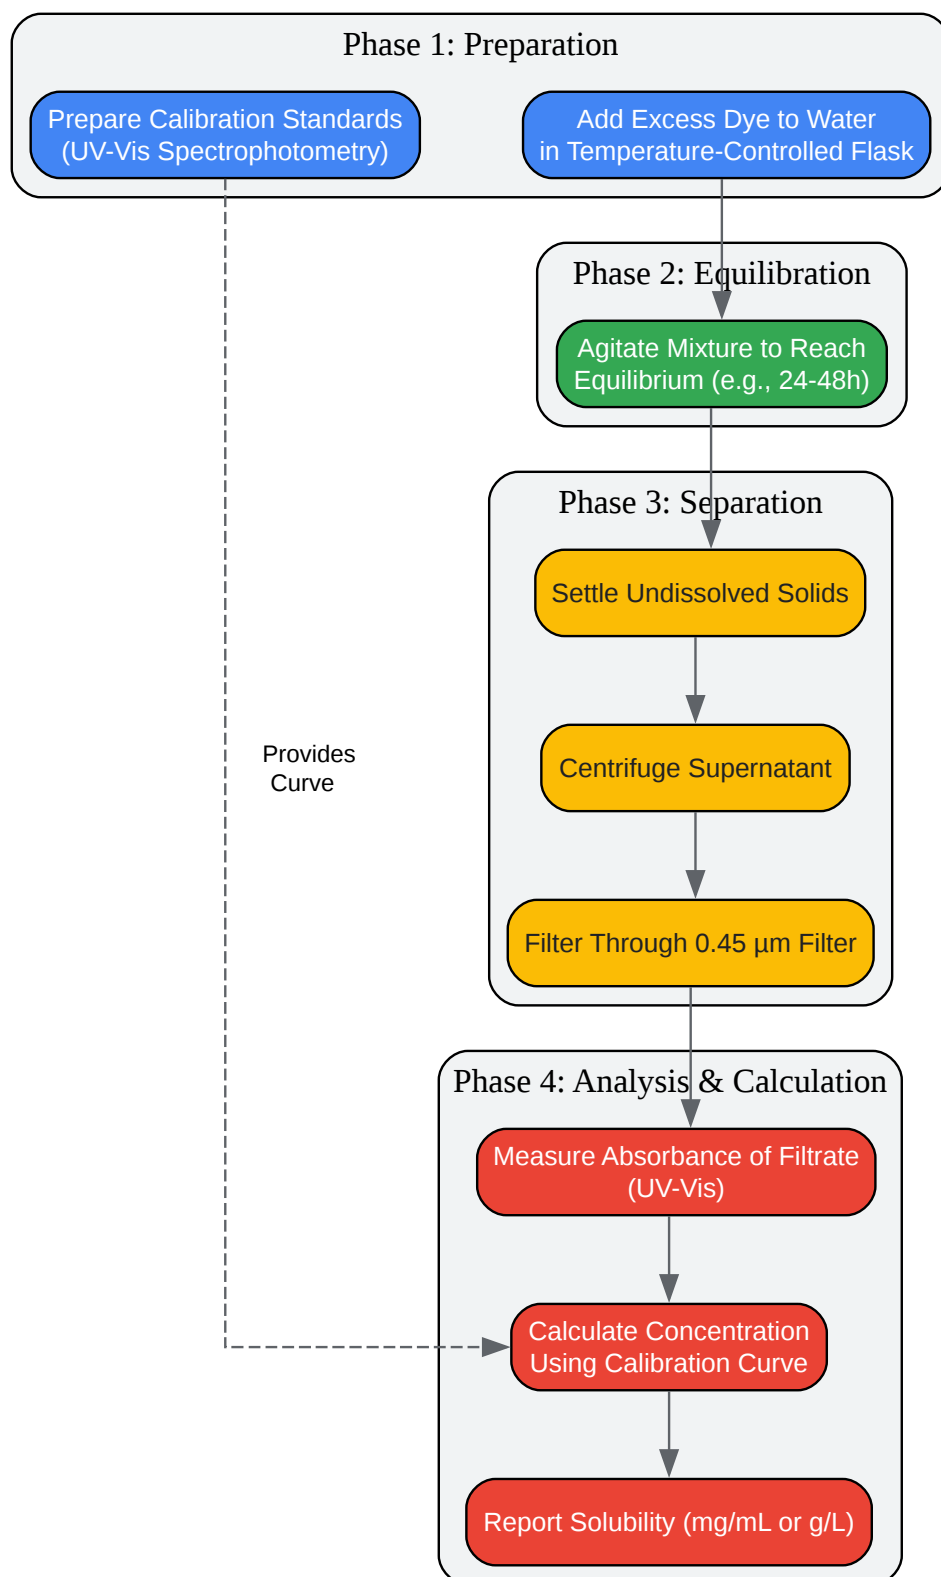 Phase 1: Preparation
Prepare Calibration Standards
(UV-Vis Spectrophotometry)
Add Excess Dye to Water
in Temperature-Controlled Flask
Phase 2: Equilibration
Agitate Mixture to Reach
Equilibrium (e.g., 24-48h)
Phase 3: Separation
Settle Undissolved Solids
Centrifuge Supernatant
Provides
Curve
Filter Through 0.45 µm Filter
Phase 4: Analysis & Calculation
Measure Absorbance of Filtrate
(UV-Vis)
Calculate Concentration
Using Calibration Curve
Report Solubility (mg/mL or g/L)